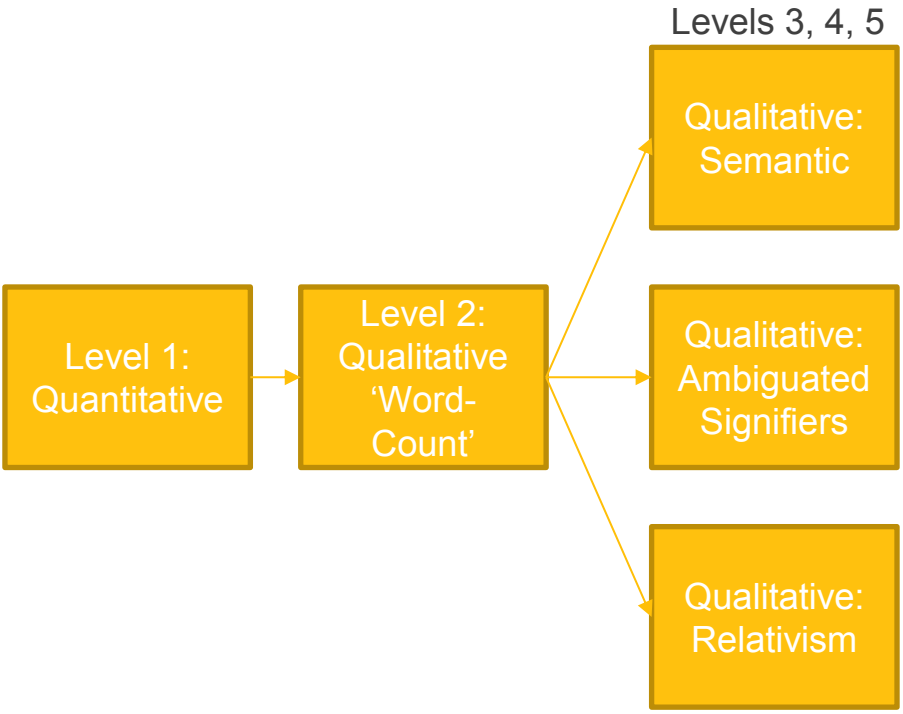 Levels 3, 4, 5
Qualitative:
Semantic
Level 1:
Quantitative
Level 2:
Qualitative
‘Word-
Count’
Qualitative:
Ambiguated
Signifiers
Qualitative:
Relativism